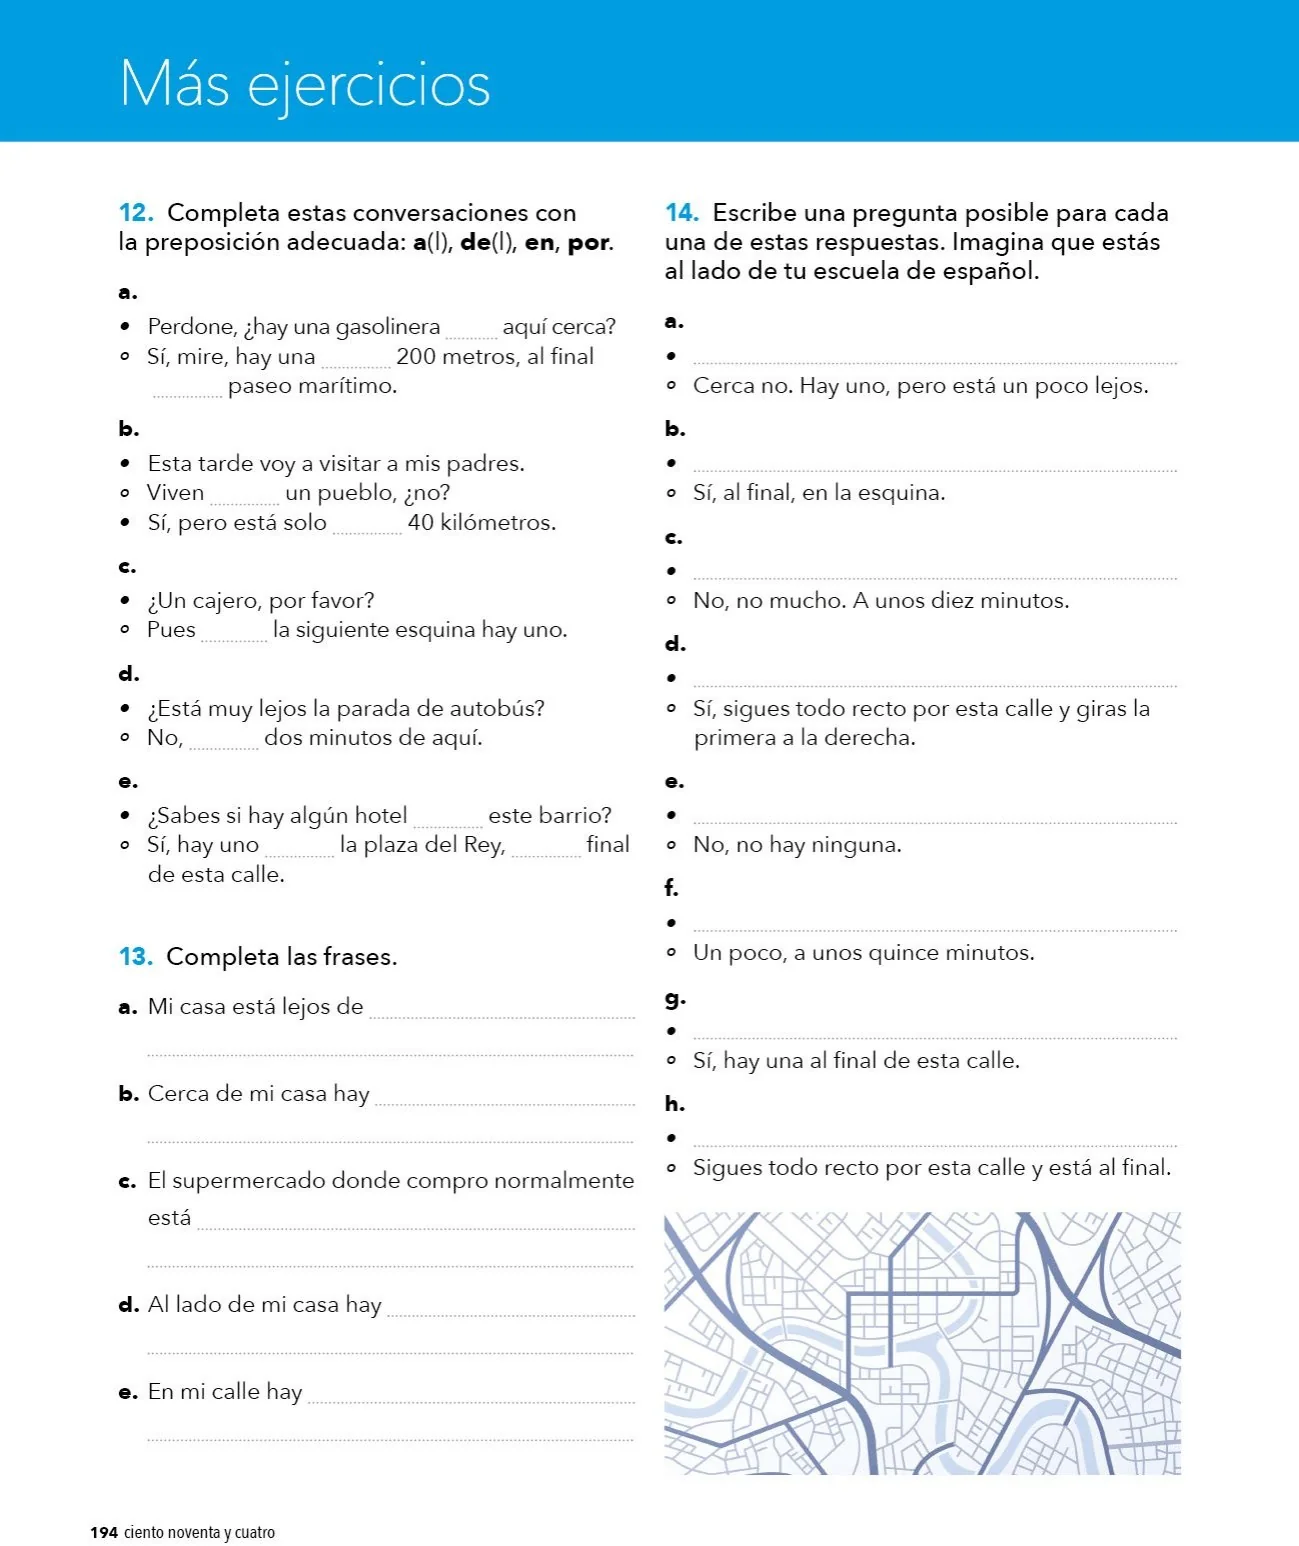 Más ejercicios
12. Completa estas conversaciones con
la preposición adecuada: a(l), de(l), en, por.
a.
• Perdone, ¿hay una gasolinera ........ aquí cerca?
◦ Sí, mire, hay una ........ 200 metros, al final
........ paseo marítimo.
b.
• Esta tarde voy a visitar a mis padres.
◦ Viven ........ un pueblo, ¿no?
• Sí, pero está solo ........ 40 kilómetros.
c.
• ¿Un cajero, por favor?
◦ Pues ........ la siguiente esquina hay uno.
d.
• ¿Está muy lejos la parada de autobús?
◦ No, ........ dos minutos de aquí.
e.
• ¿Sabes si hay algún hotel ........ este barrio?
◦ Sí, hay uno ........ la plaza del Rey, ........ final
de esta calle.
13. Completa las frases.
a. Mi casa está lejos de
b. Cerca de mi casa hay
c. El supermercado donde compro normalmente
está
d. Al lado de mi casa hay
e. En mi calle hay
14. Escribe una pregunta posible para cada
una de estas respuestas. Imagina que estás
al lado de tu escuela de español.
a.
•
◦ Cerca no. Hay uno, pero está un poco lejos.
b.
•
◦ Sí, al final, en la esquina.
c.
•
◦ No, no mucho. A unos diez minutos.
d.
•
◦ Sí, sigues todo recto por esta calle y giras la
primera a la derecha.
e.
•
◦ No, no hay ninguna.
f.
•
◦ Un poco, a unos quince minutos.
g.
•
◦ Sí, hay una al final de esta calle.
h.
•
◦ Sigues todo recto por esta calle y está al final.
194 ciento noventa y cuatro